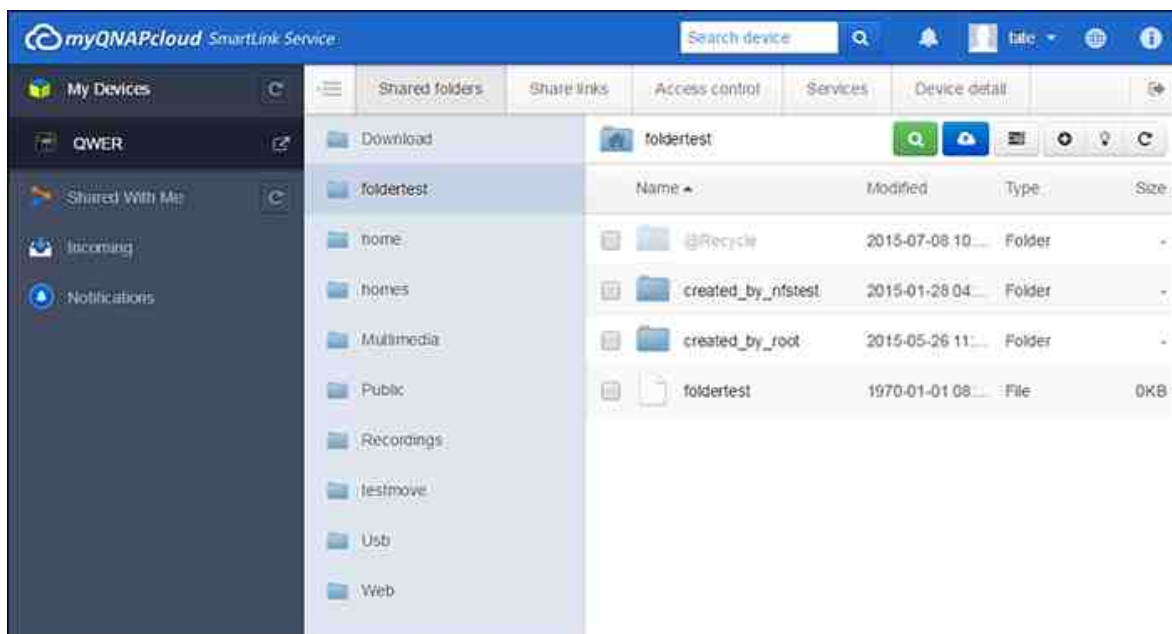 myQNAPcloud SmartLink Service
Search device
tate
My Devices
Shared folders Share links Access control Services Device detail
QWER
Download
foldertest
foldertest
Name Modified Type Size
Shared With Me
home
@Recycle 2015-07-08 10:... Folder -
Incoming
homes
created_by_nfstest 2015-01-28 04:... Folder -
Notifications
Multimedia
created_by_root 2015-05-26 11:... Folder -
Public
foldertest 1970-01-01 08:... File 0KB
Recordings
testmove
Usb
Web